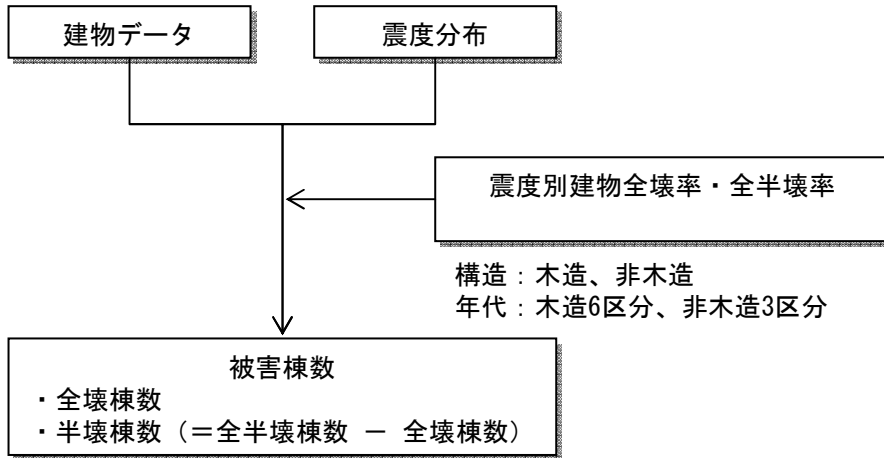 建物データ
震度分布
震度別建物全壊率・全半壊率
構造:木造、非木造
年代:木造6区分、非木造3区分
被害棟数
・全壊棟数
・半壊棟数(=全半壊棟数 - 全壊棟数)